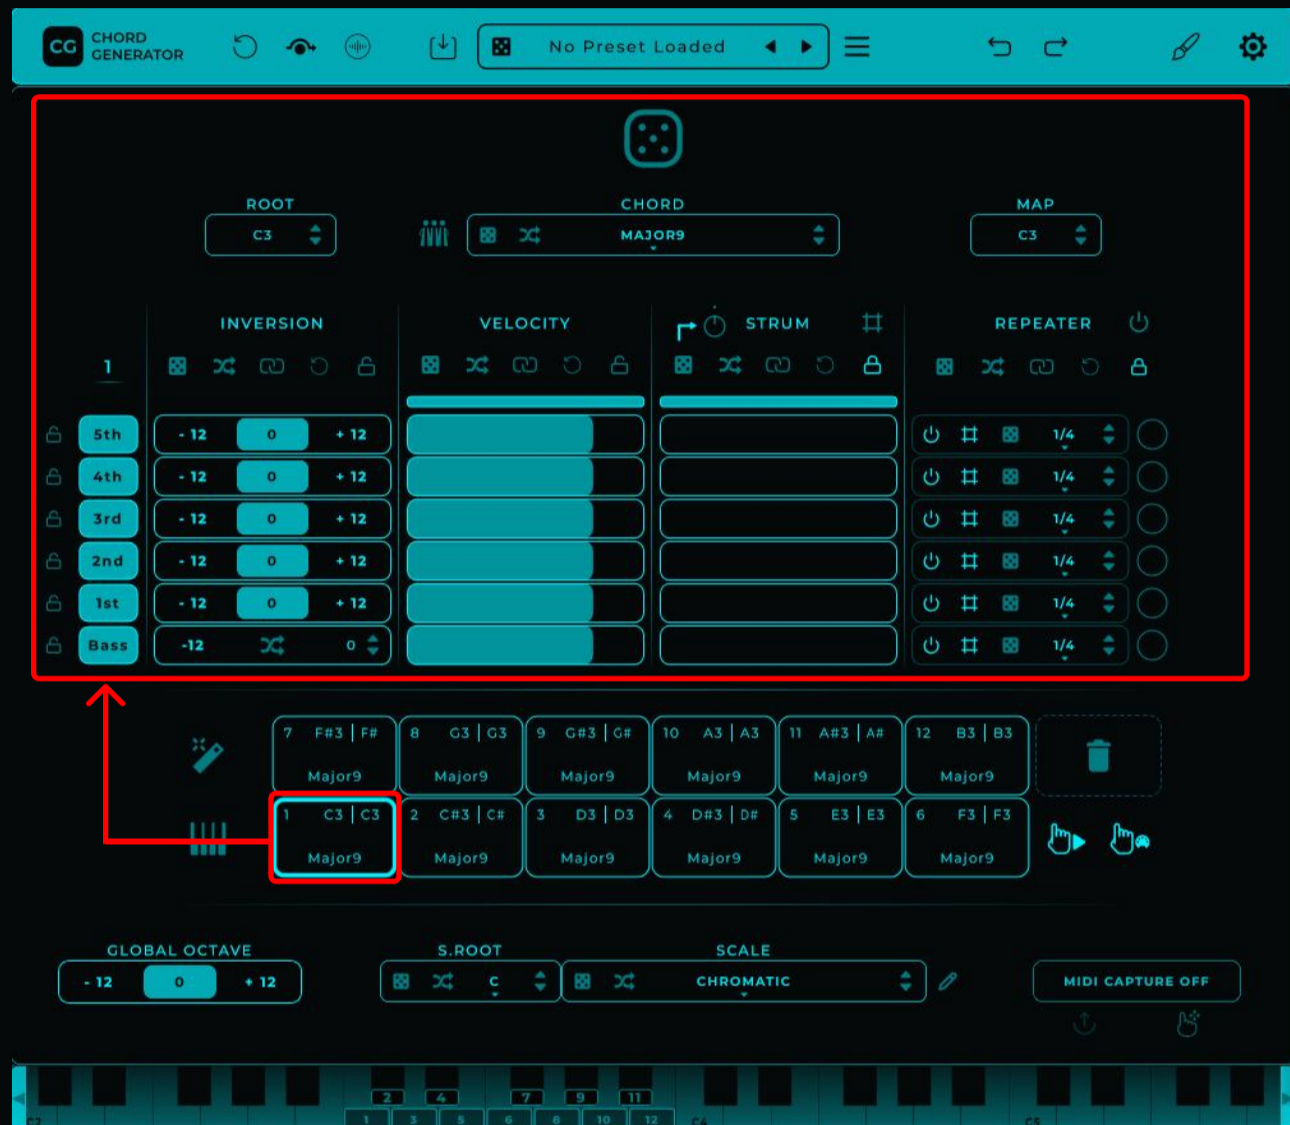 CG CHORD GENERATOR No Preset Loaded
ROOT CHORD MAP
C3 MAJOR9 C3
INVERSION VELOCITY STRUM REPEATER
1
5th - 12 0 + 12 1/4
4th - 12 0 + 12 1/4
3rd - 12 0 + 12 1/4
2nd - 12 0 + 12 1/4
1st - 12 0 + 12 1/4
Bass -12 0 1/4
7 F#3 | F# 8 G3 | G3 9 G#3 | G# 10 A3 | A3 11 A#3 | A# 12 B3 | B3
Major9 Major9 Major9 Major9 Major9 Major9
1 C3 | C3 2 C#3 | C# 3 D3 | D3 4 D#3 | D# 5 E3 | E3 6 F3 | F3
Major9 Major9 Major9 Major9 Major9 Major9
GLOBAL OCTAVE S.ROOT SCALE
- 12 0 + 12 C CHROMATIC MIDI CAPTURE OFF
2 4 7 9 11
C2 1 3 5 6 8 10 12 C4 C5